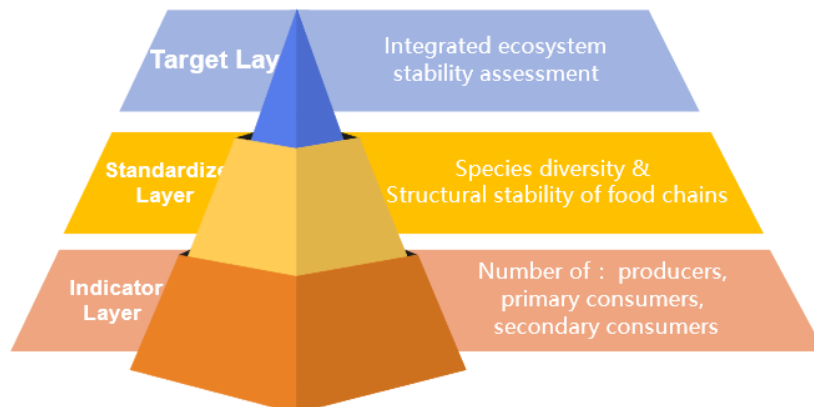 Target Lay
Integrated ecosystem
stability assessment
Standardize
Layer
Species diversity &
Structural stability of food chains
Indicator
Layer
Number of : producers,
primary consumers,
secondary consumers